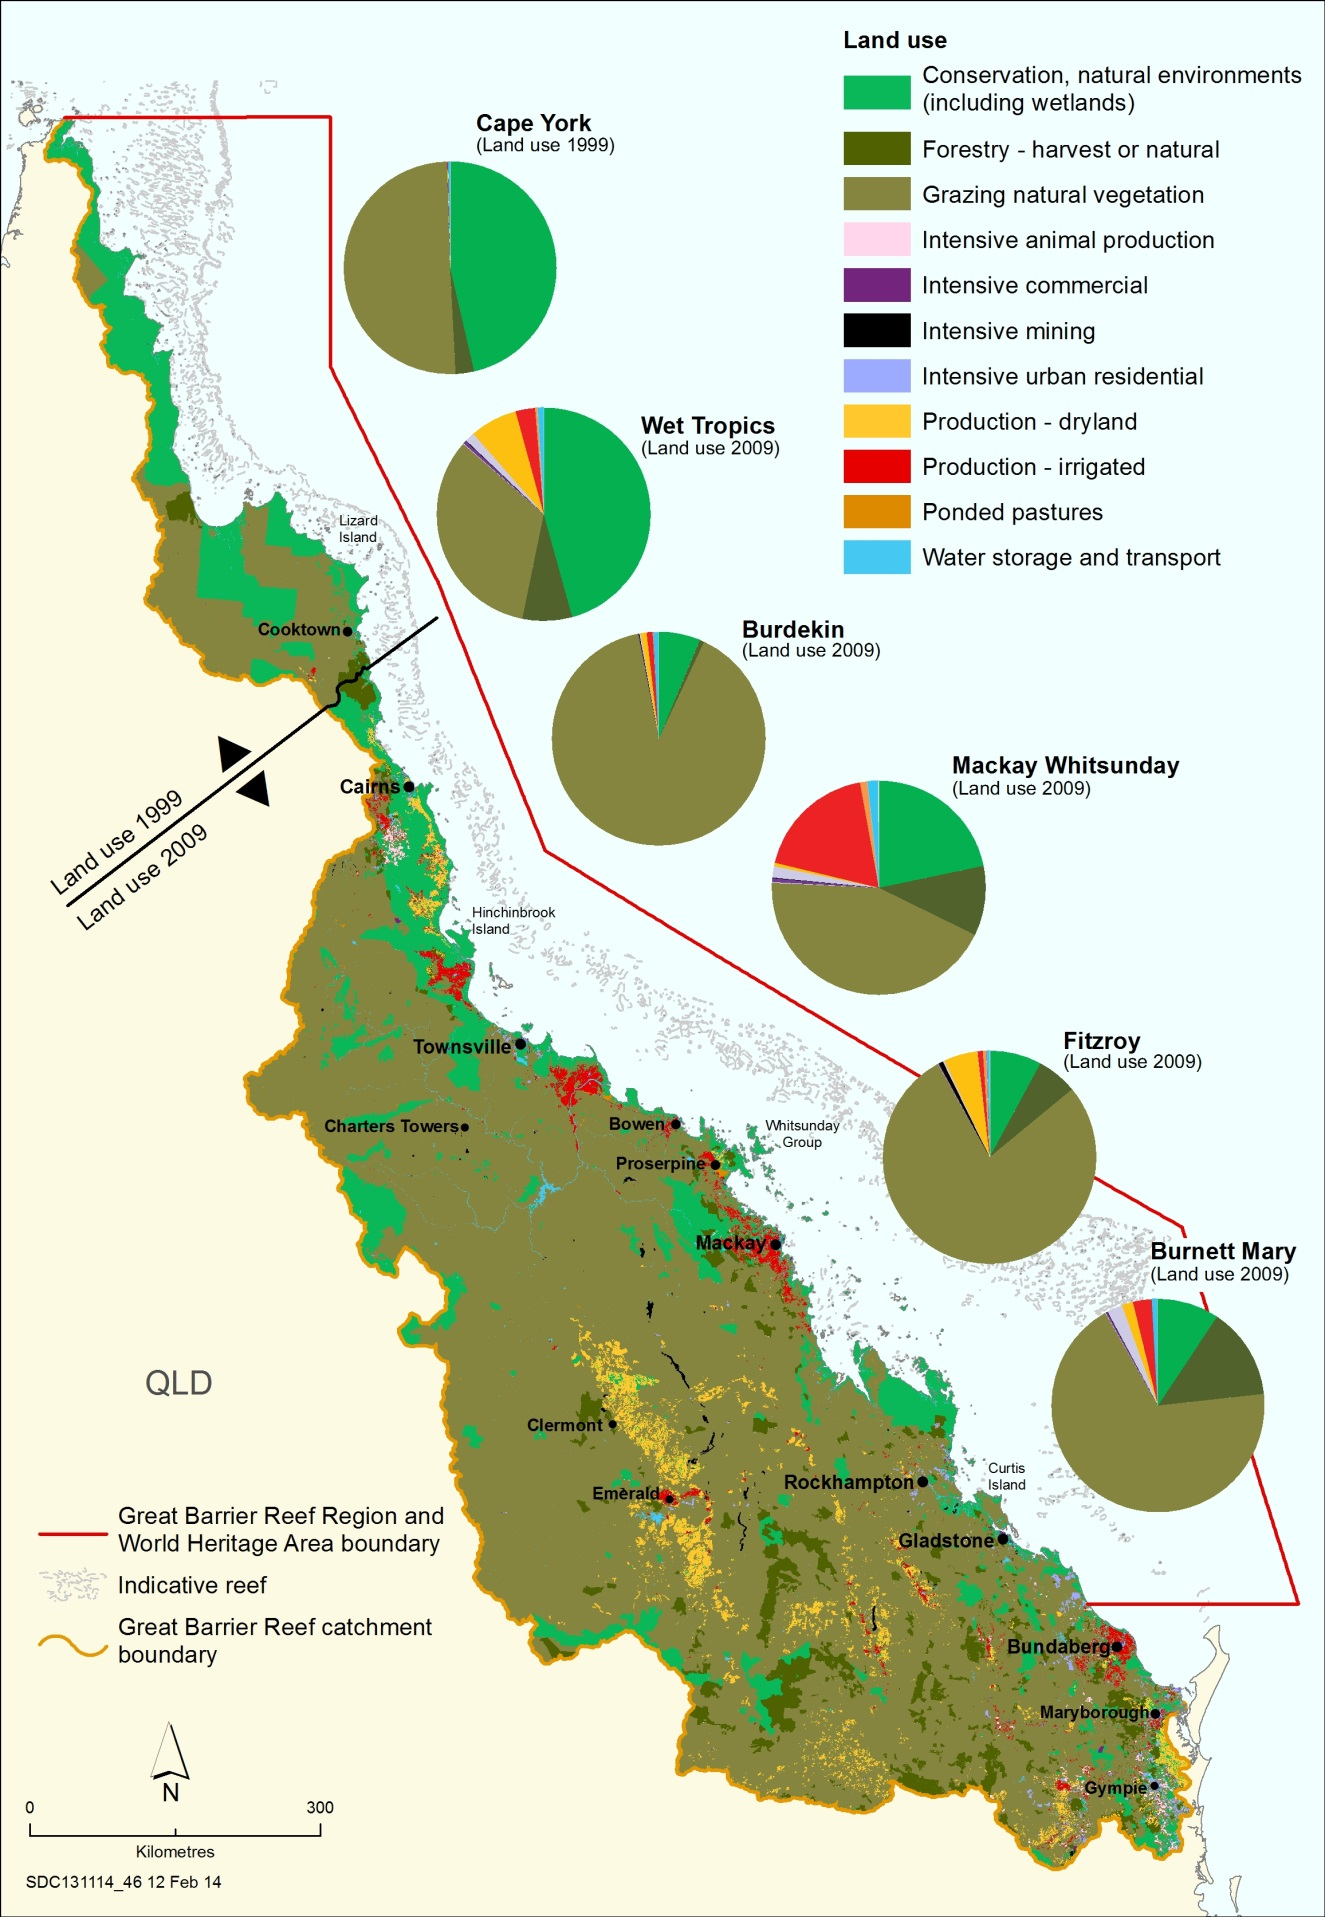 Land use
Conservation, natural environments
(including wetlands)
Forestry - harvest or natural
Grazing natural vegetation
Intensive animal production
Intensive commercial
Intensive mining
Intensive urban residential
Production - dryland
Production - irrigated
Ponded pastures
Water storage and transport
Cape York
(Land use 1999)
Wet Tropics
(Land use 2009)
Lizard
Island
Burdekin
(Land use 2009)
Cooktown
Mackay Whitsunday
(Land use 2009)
Cairns
Land use 1999
Land use 2009
Hinchinbrook
Island
Fitzroy
(Land use 2009)
Townsville
Charters Towers
Bowen
Whitsunday
Group
Proserpine
Mackay
Burnett Mary
(Land use 2009)
QLD
Clermont
Emerald
Rockhampton
Curtis
Island
Gladstone
Bundaberg
Maryborough
Gympie
Great Barrier Reef Region and
World Heritage Area boundary
Indicative reef
Great Barrier Reef catchment
boundary
N
0 300
Kilometres
SDC131114_46 12 Feb 14